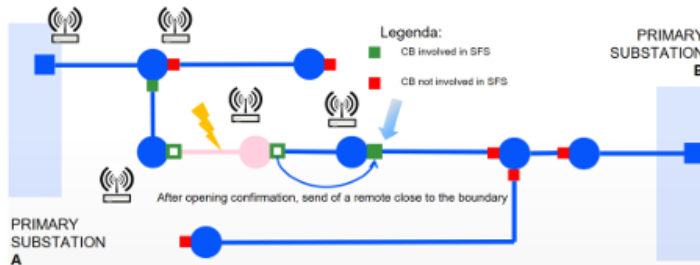 Legenda:
CB involved in SFS
CB not involved in SFS
PRIMARY
SUBSTATION
B
After opening confirmation, send of a remote close to the boundary
PRIMARY
SUBSTATION
A